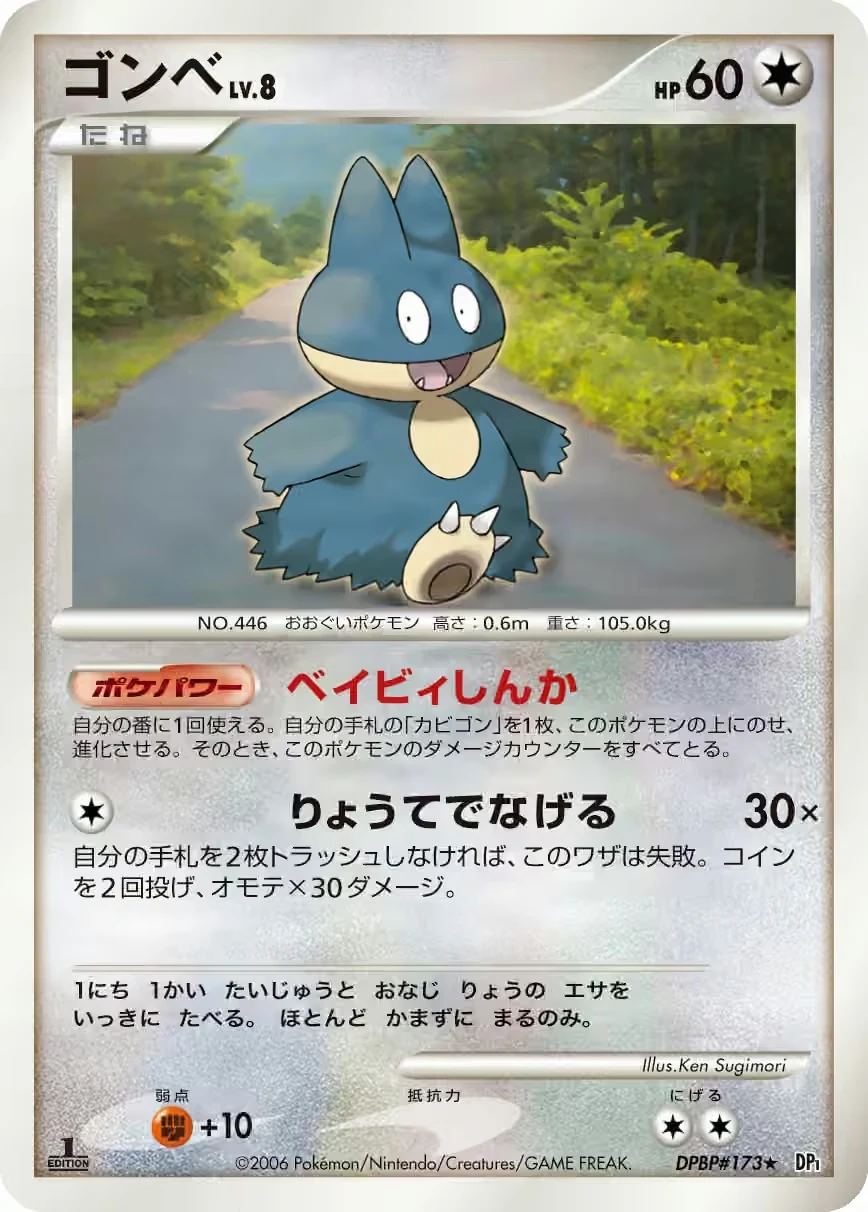 ゴンベ LV.8 HP60
たね
NO.446 おおぐいポケモン 高さ：0.6m 重さ：105.0kg
ポケパワー ベイビィしんか
自分の番に1回使える。自分の手札の「カビゴン」を1枚、このポケモンの上にのせ、
進化させる。そのとき、このポケモンのダメージカウンターをすべてとる。
りょうてでなげる 30×
自分の手札を2枚トラッシュしなければ、このワザは失敗。コイン
を2回投げ、オモテ×30ダメージ。
1にち 1かい たいじゅうと おなじ りょうの エサを
いっきに たべる。 ほとんど かまずに まるのみ。
Illus.Ken Sugimori
弱点 抵抗力 にげる
+10
1 EDITION ©2006 Pokémon/Nintendo/Creatures/GAME FREAK. DPBP#173★ DP1